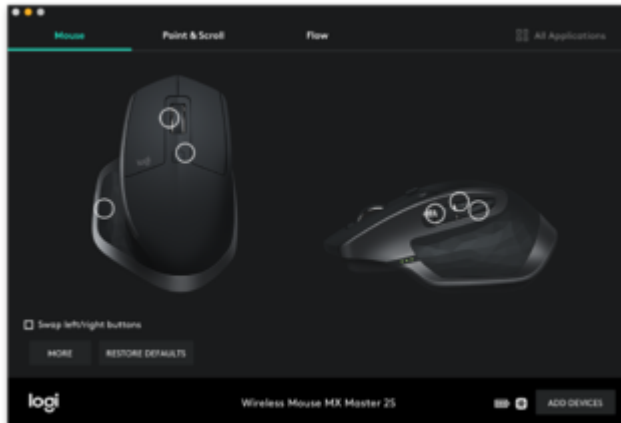 Mouse
Point & Scroll
Flow
All Applications
logi
Swap left/right buttons
MORE
RESTORE DEFAULTS
logi
Wireless Mouse MX Master 2S
ADD DEVICES